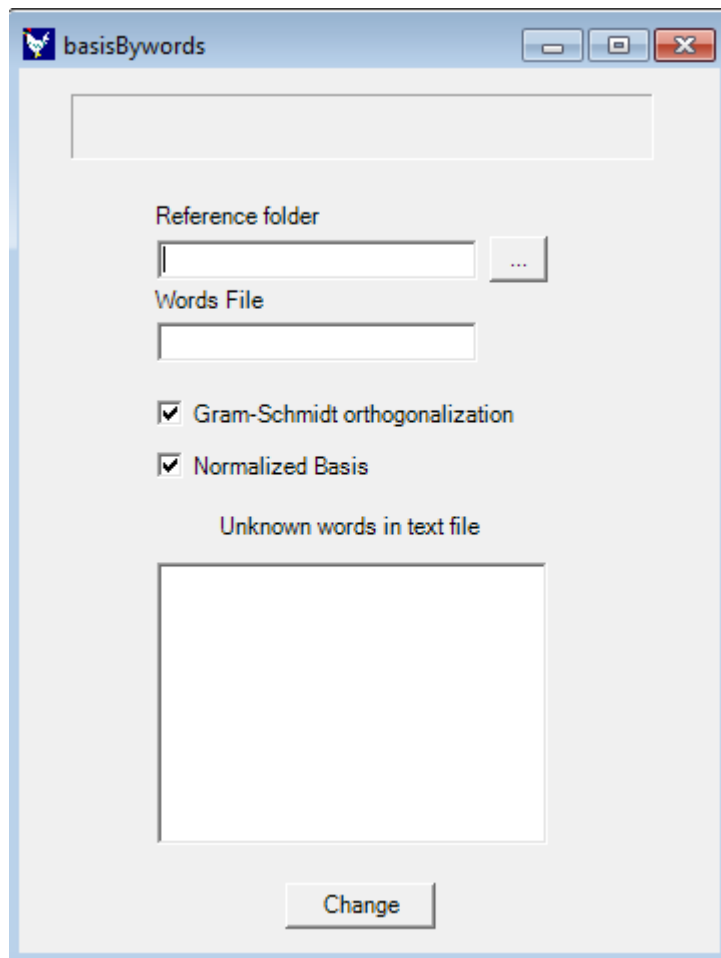 basisBywords
Reference folder
...
Words File
Gram-Schmidt orthogonalization
Normalized Basis
Unknown words in text file
Change